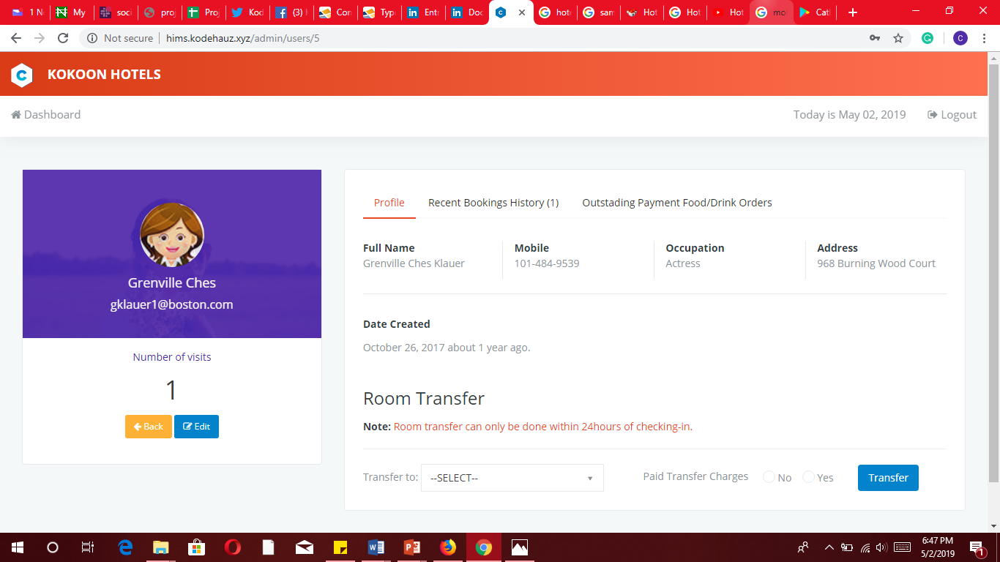 1 N
My
soci
proj
Proj
Kod
(3) I
Con
Typo
Entr
Doc
hote
sam
Hot
Hot
Hot
mo
Catl
Not secure | hims.kodehauz.xyz/admin/users/5
C
C KOKOON HOTELS
Dashboard
Today is May 02, 2019
Logout
Grenville Ches
gklauer1@boston.com
Number of visits
1
Back
Edit
Profile
Recent Bookings History (1)
Outstading Payment Food/Drink Orders
Full Name
Grenville Ches Klauer
Mobile
101-484-9539
Occupation
Actress
Address
968 Burning Wood Court
Date Created
October 26, 2017 about 1 year ago.
Room Transfer
Note: Room transfer can only be done within 24hours of checking-in.
Transfer to: --SELECT--
Paid Transfer Charges No Yes
Transfer
6:47 PM
5/2/2019
1